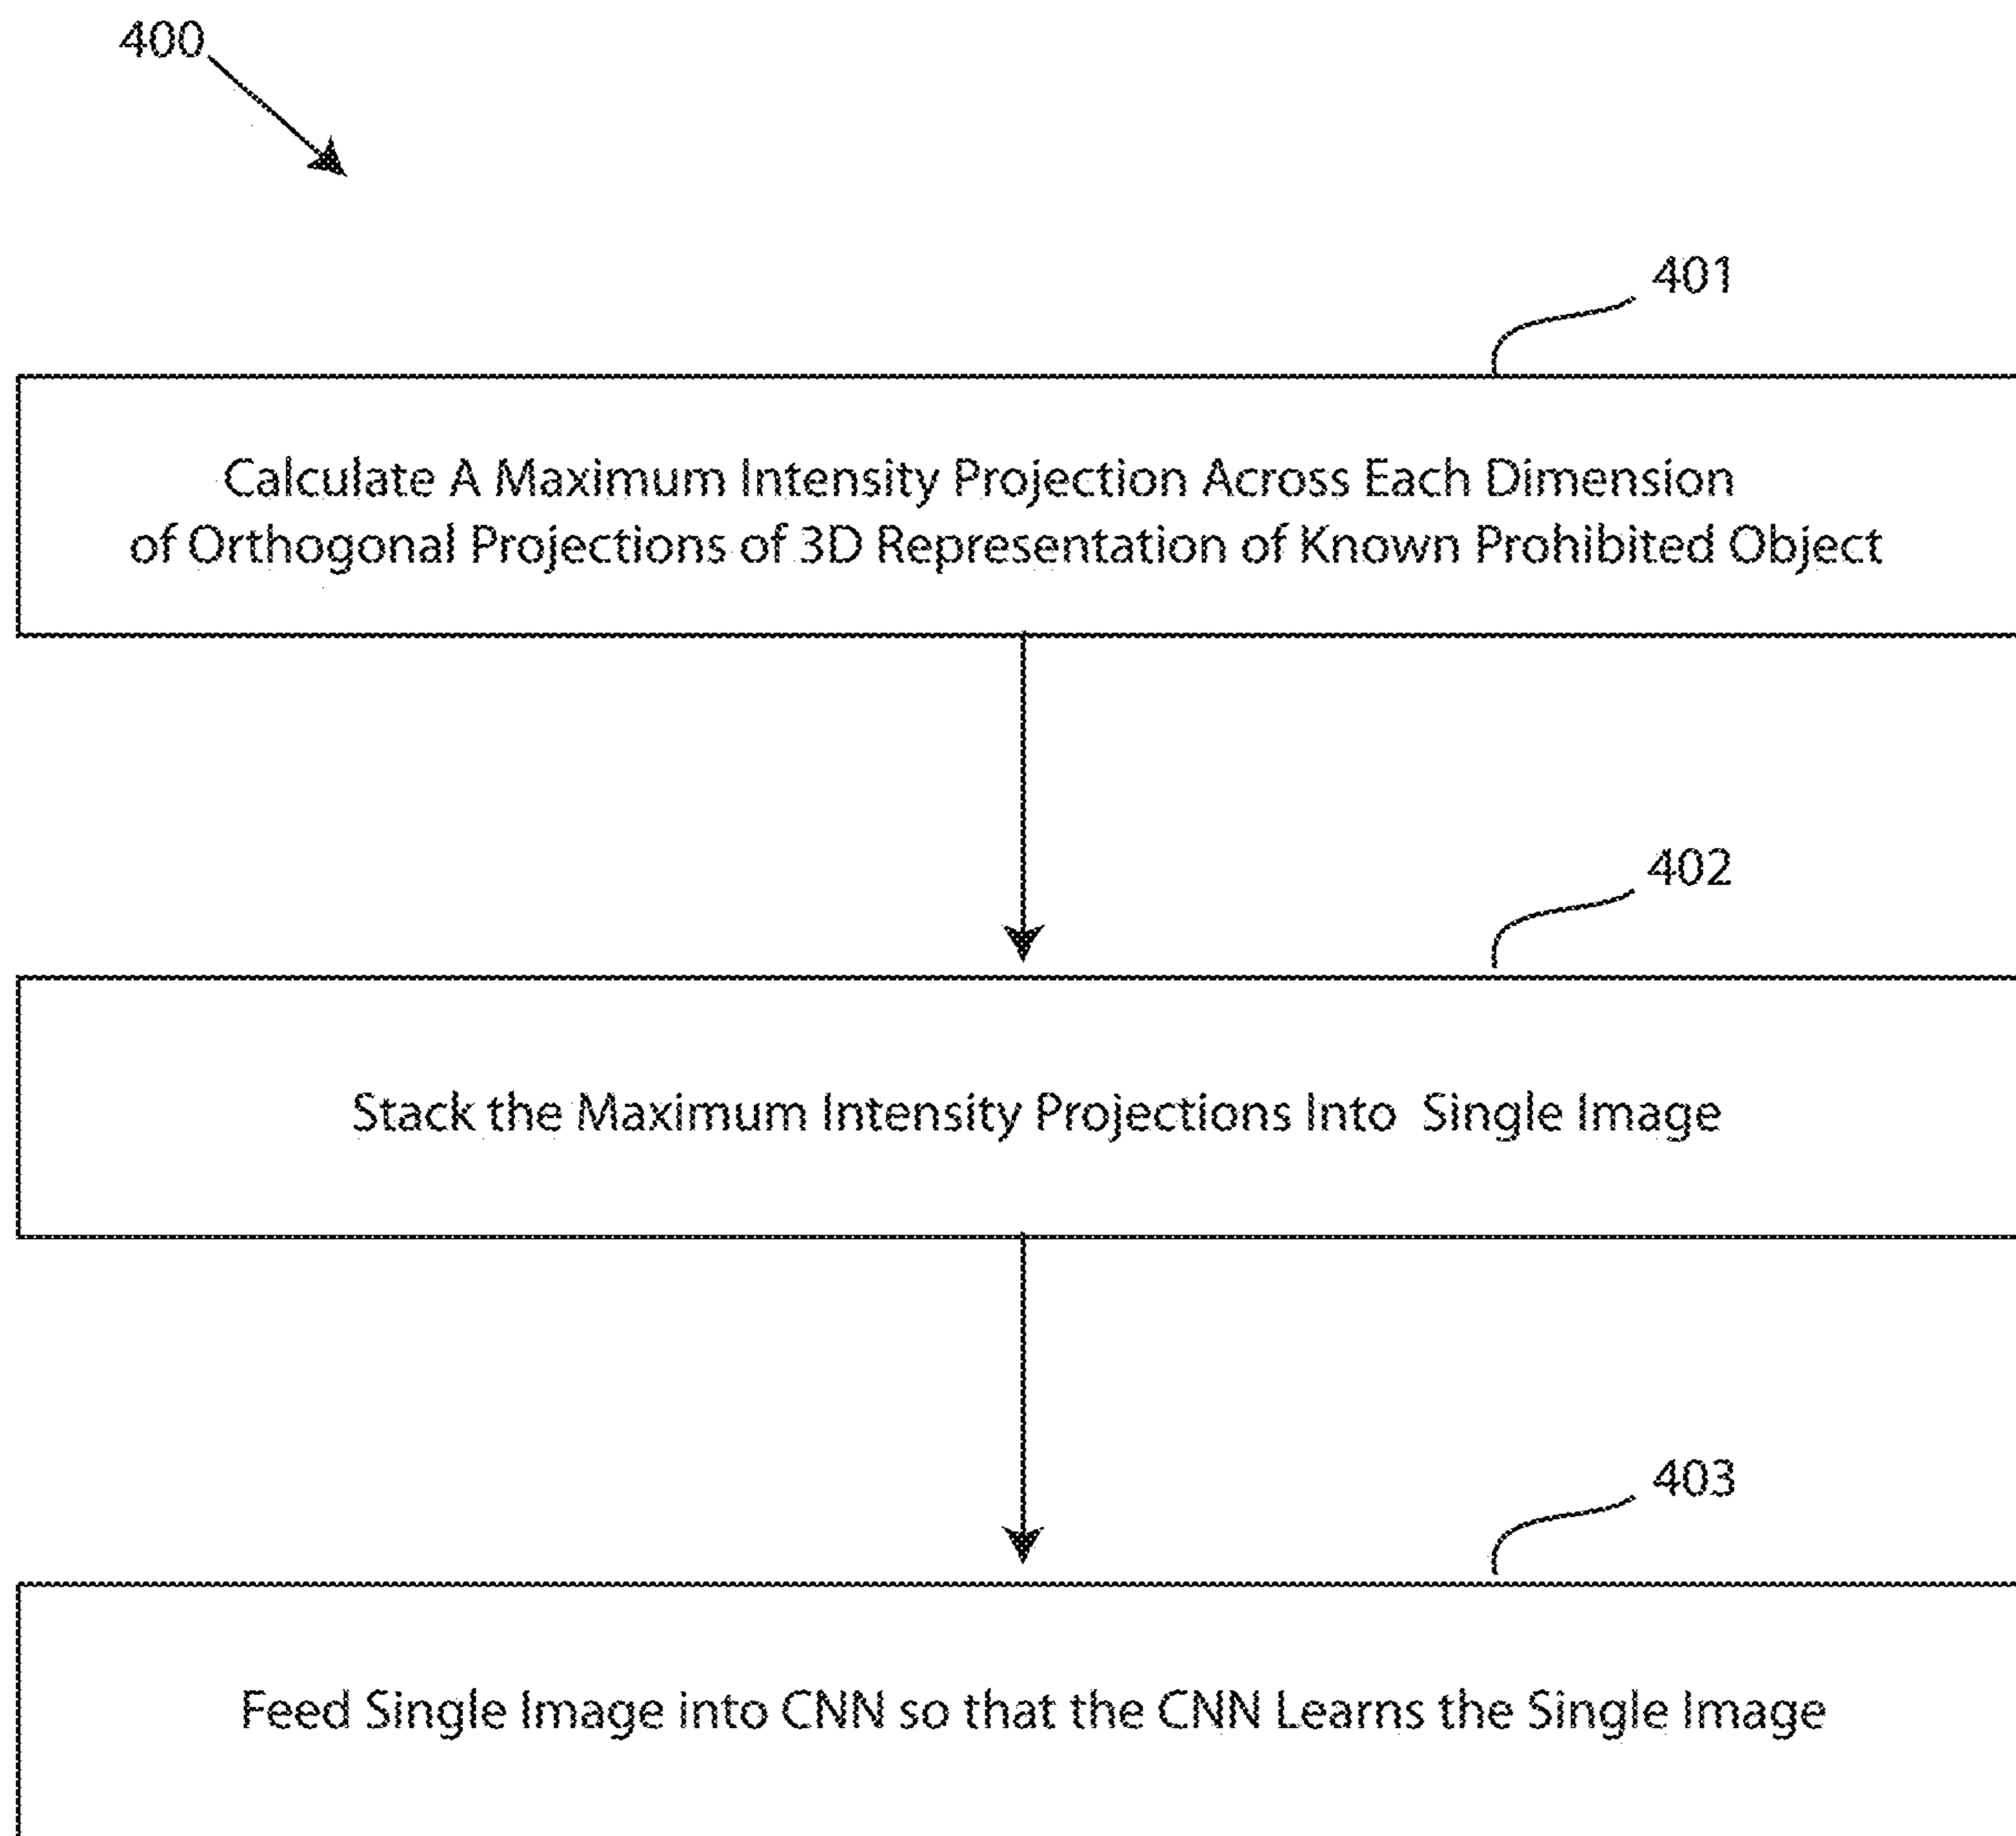 400
401
Calculate A Maximum Intensity Projection Across Each Dimension
of Orthogonal Projections of 3D Representation of Known Prohibited Object
402
Stack the Maximum Intensity Projections Into Single Image
403
Feed Single Image into CNN so that the CNN Learns the Single Image